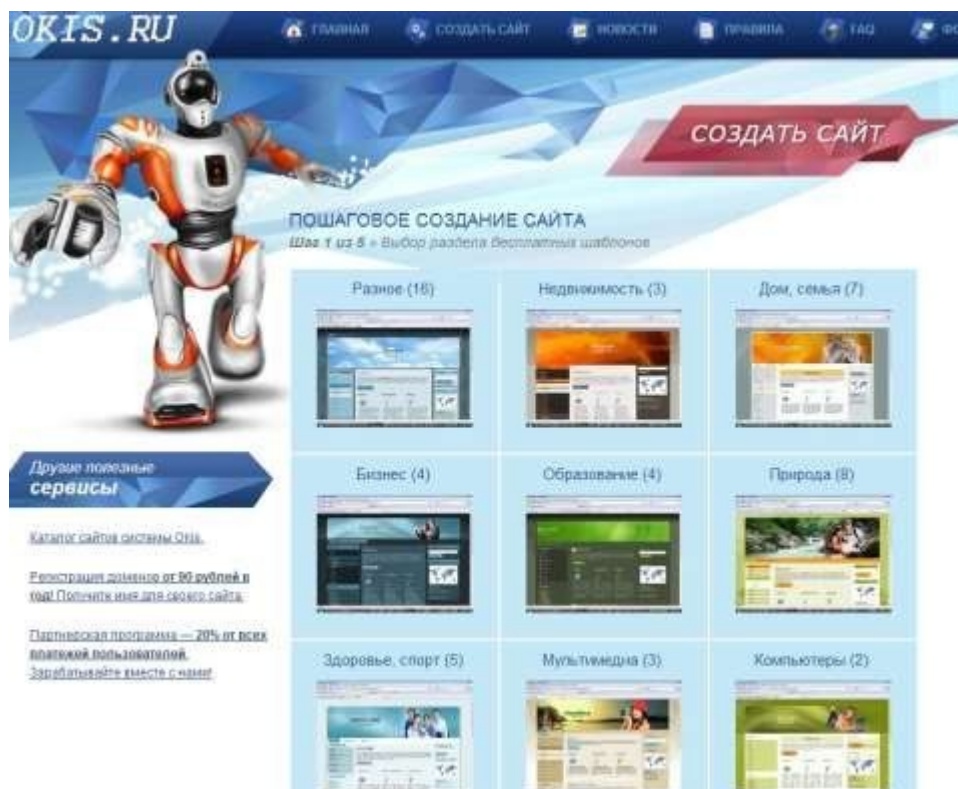 OKIS.RU
ГЛАВНАЯ СОЗДАТЬ САЙТ НОВОСТИ ПРАВИЛА FAQ ФО
СОЗДАТЬ САЙТ
ПОШАГОВОЕ СОЗДАНИЕ САЙТА
Шаг 1 из 5 » Выбор раздела бесплатных шаблонов
Разное (16) Недвижимость (3) Дом, семья (7)
Другие полезные
сервисы
Бизнес (4) Образование (4) Природа (8)
Каталог сайтов системы Okis.
Регистрация доменов от 90 рублей в
год! Получите имя для своего сайта.
Партнерская программа — 20% от всех
платежей пользователей.
Зарабатывайте вместе с нами!
Здоровье, спорт (5) Мультимедиа (3) Компьютеры (2)